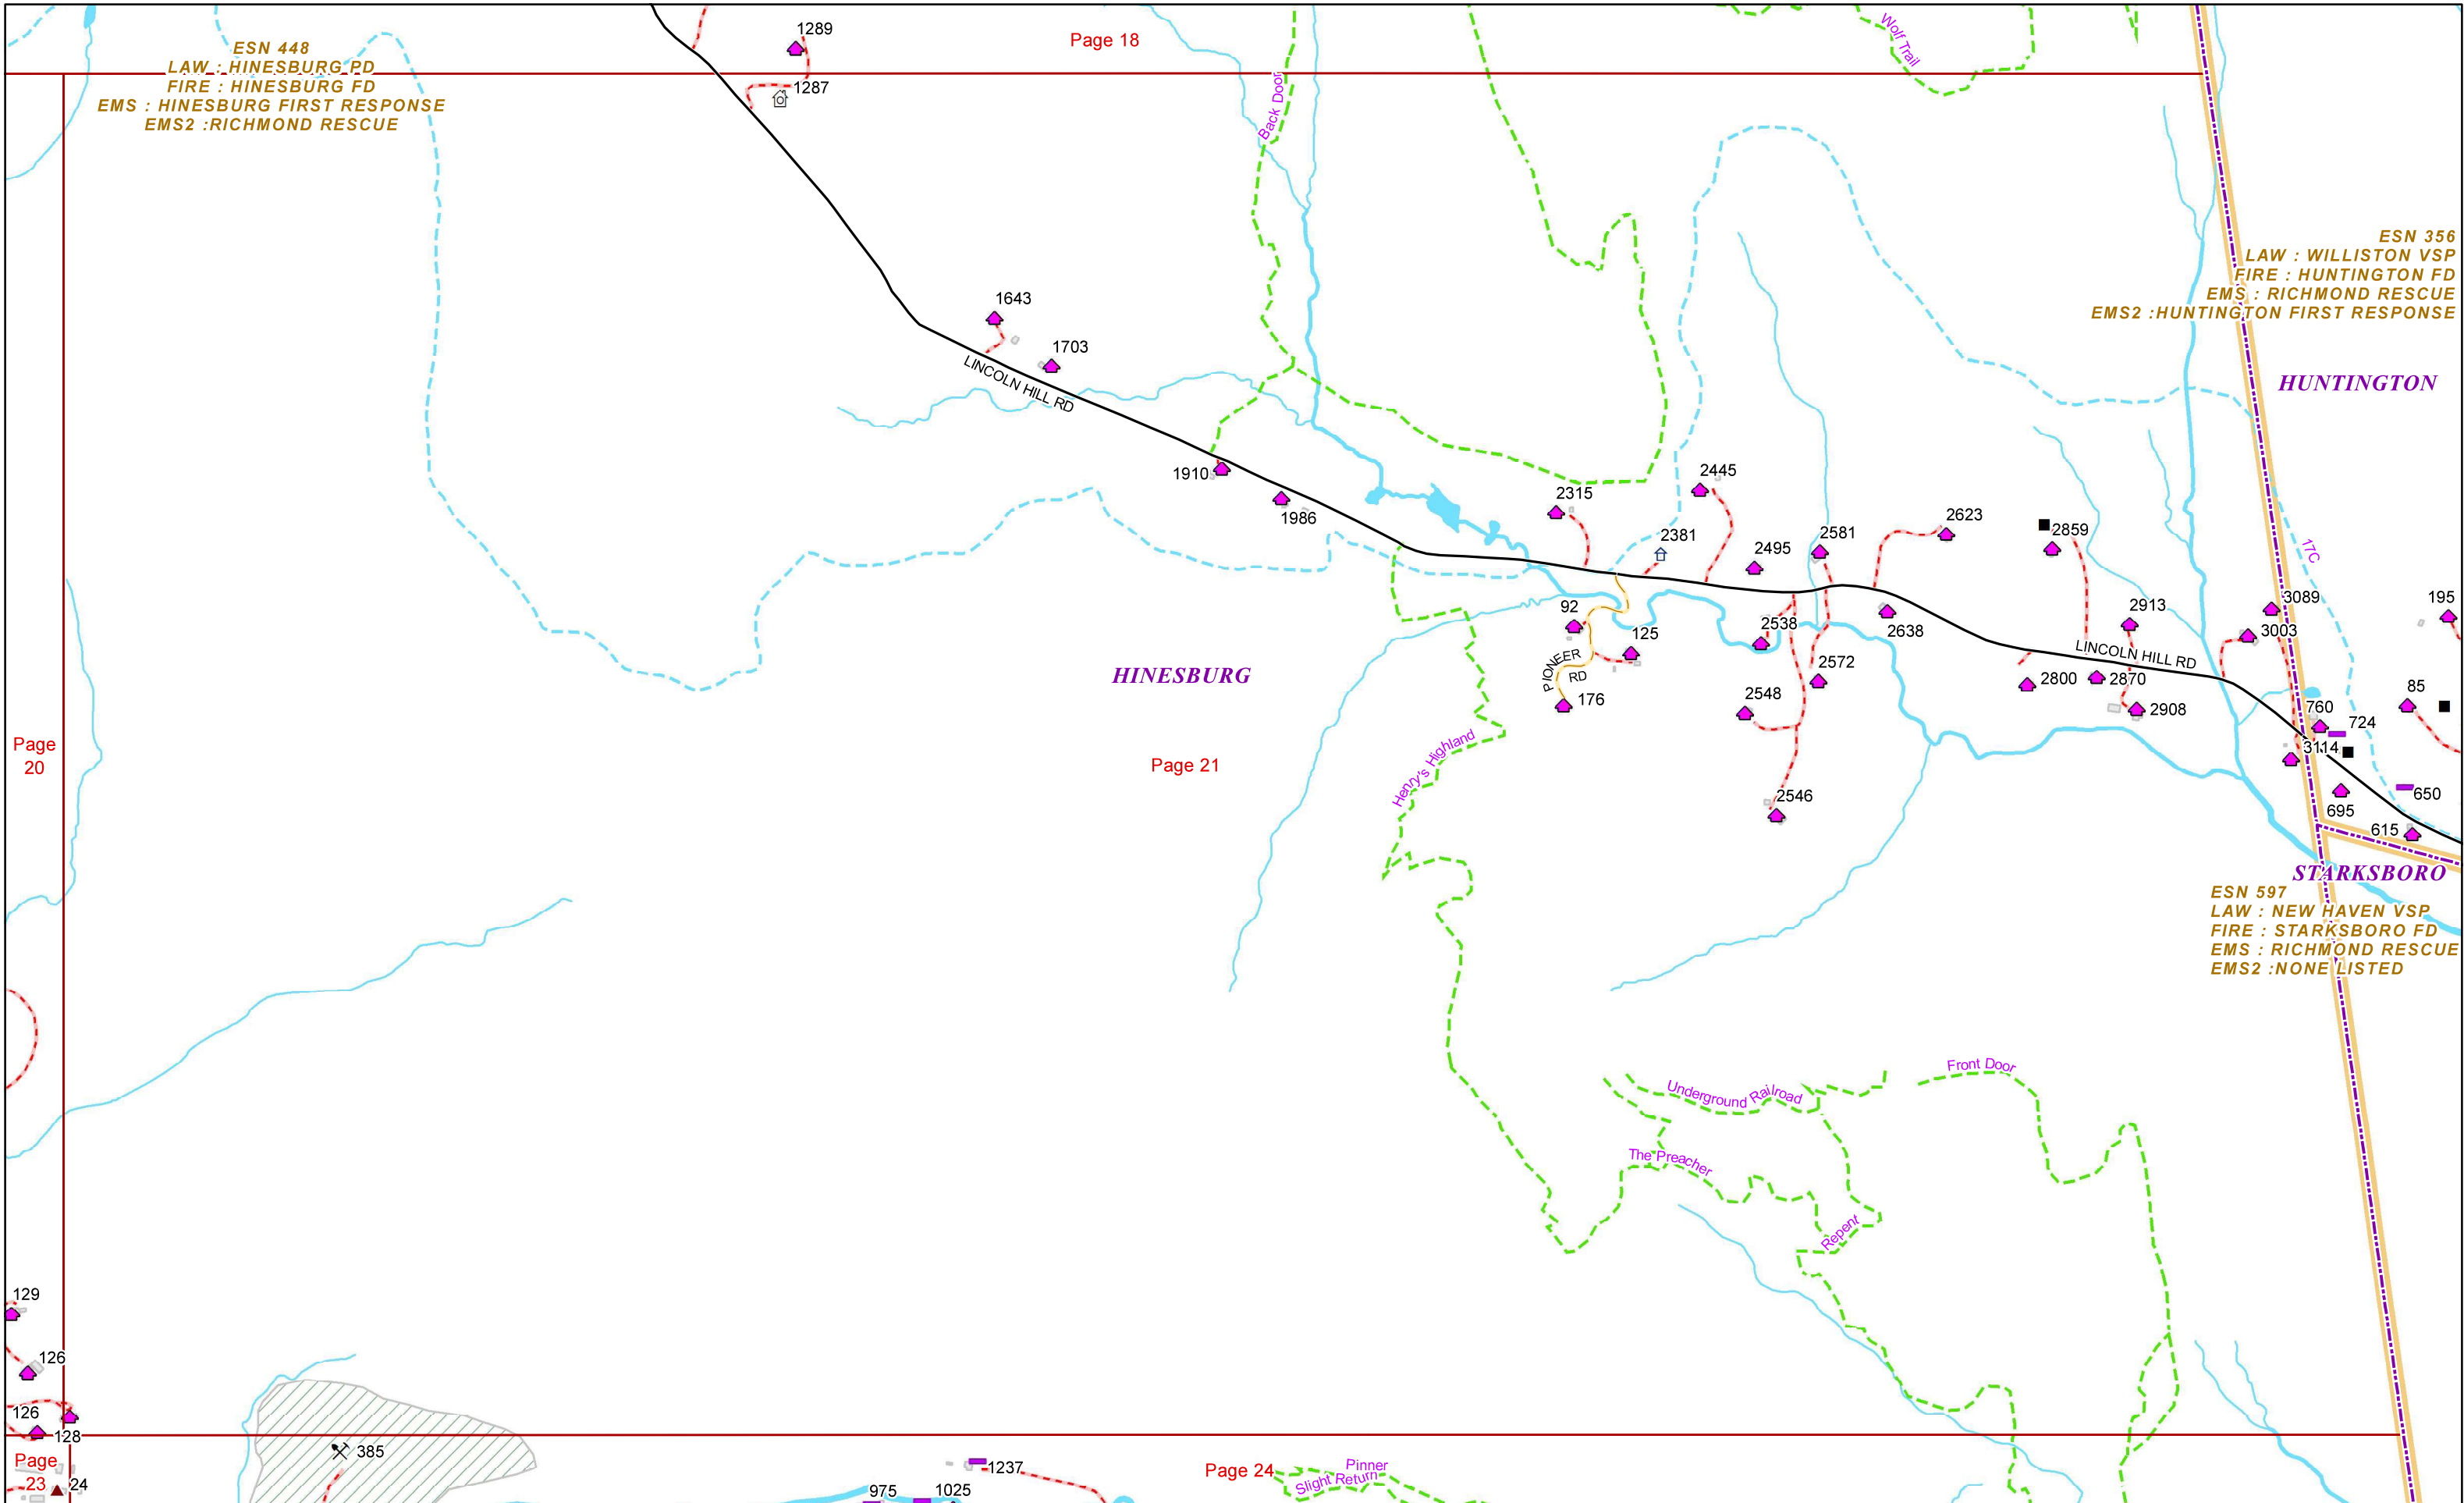 ESN 448
LAW : HINESBURG PD
FIRE : HINESBURG FD
EMS : HINESBURG FIRST RESPONSE
EMS2 :RICHMOND RESCUE
1289
1287
Page 18
Back Door
Wolf Trail
ESN 356
LAW : WILLISTON VSP
FIRE : HUNTINGTON FD
EMS : RICHMOND RESCUE
EMS2 :HUNTINGTON FIRST RESPONSE
HUNTINGTON
1643
1703
LINCOLN HILL RD
1910
1986
2315
2445
2381
2495
2581
2623
2859
17C
92
125
PIONEER
RD
176
2538
2572
2548
2546
2638
2913
LINCOLN HILL RD
2800
2870
2908
3089
3003
195
85
760
724
3114
695
650
615
HINESBURG
Page 21
Page
20
Henry's Highland
STARKSBORO
ESN 597
LAW : NEW HAVEN VSP
FIRE : STARKSBORO FD
EMS : RICHMOND RESCUE
EMS2 :NONE LISTED
Underground Railroad
Front Door
The Preacher
Repent
129
126
126
128
Page
23
24
385
1237
975
1025
Page 24
Pinner
Slight Return